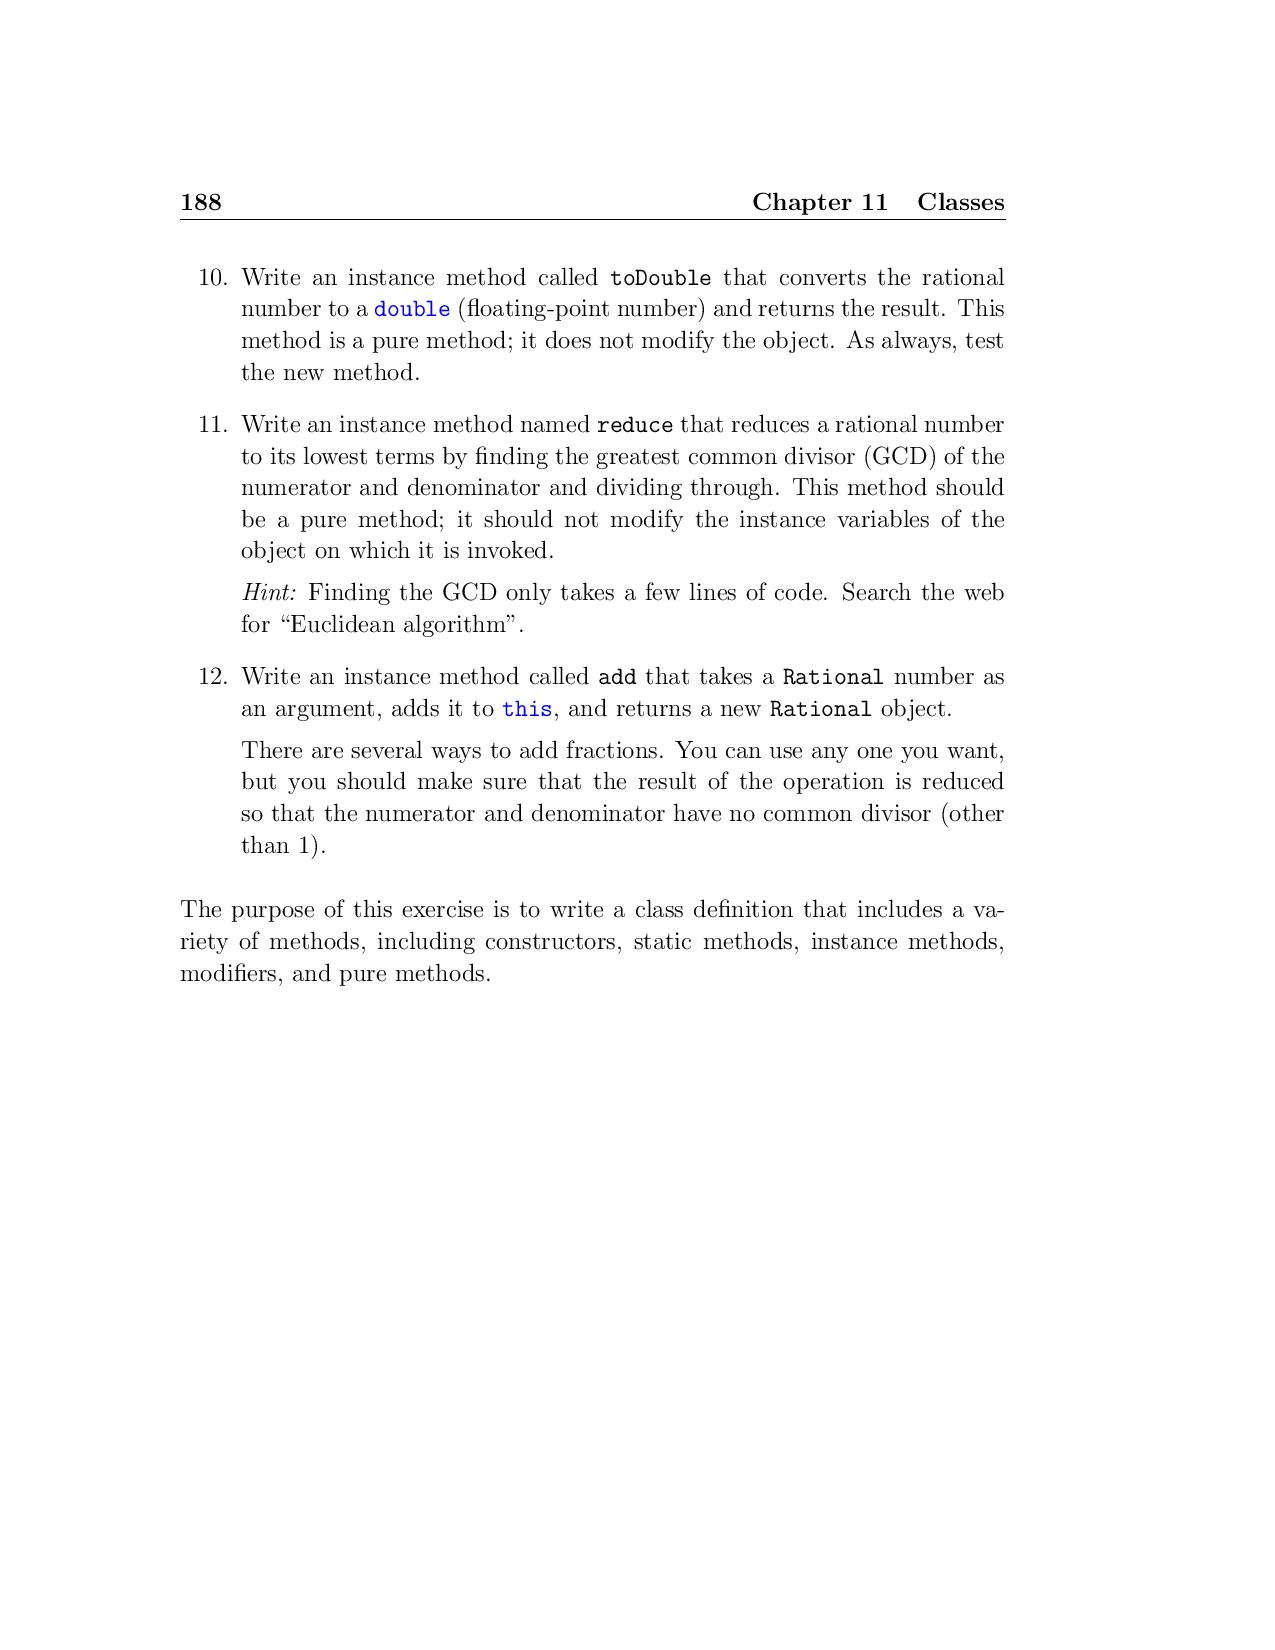 188 Chapter 11 Classes
10. Write an instance method called toDouble that converts the rational
number to a double (floating-point number) and returns the result. This
method is a pure method; it does not modify the object. As always, test
the new method.
11. Write an instance method named reduce that reduces a rational number
to its lowest terms by finding the greatest common divisor (GCD) of the
numerator and denominator and dividing through. This method should
be a pure method; it should not modify the instance variables of the
object on which it is invoked.
Hint: Finding the GCD only takes a few lines of code. Search the web
for “Euclidean algorithm”.
12. Write an instance method called add that takes a Rational number as
an argument, adds it to this, and returns a new Rational object.
There are several ways to add fractions. You can use any one you want,
but you should make sure that the result of the operation is reduced
so that the numerator and denominator have no common divisor (other
than 1).
The purpose of this exercise is to write a class definition that includes a va-
riety of methods, including constructors, static methods, instance methods,
modifiers, and pure methods.